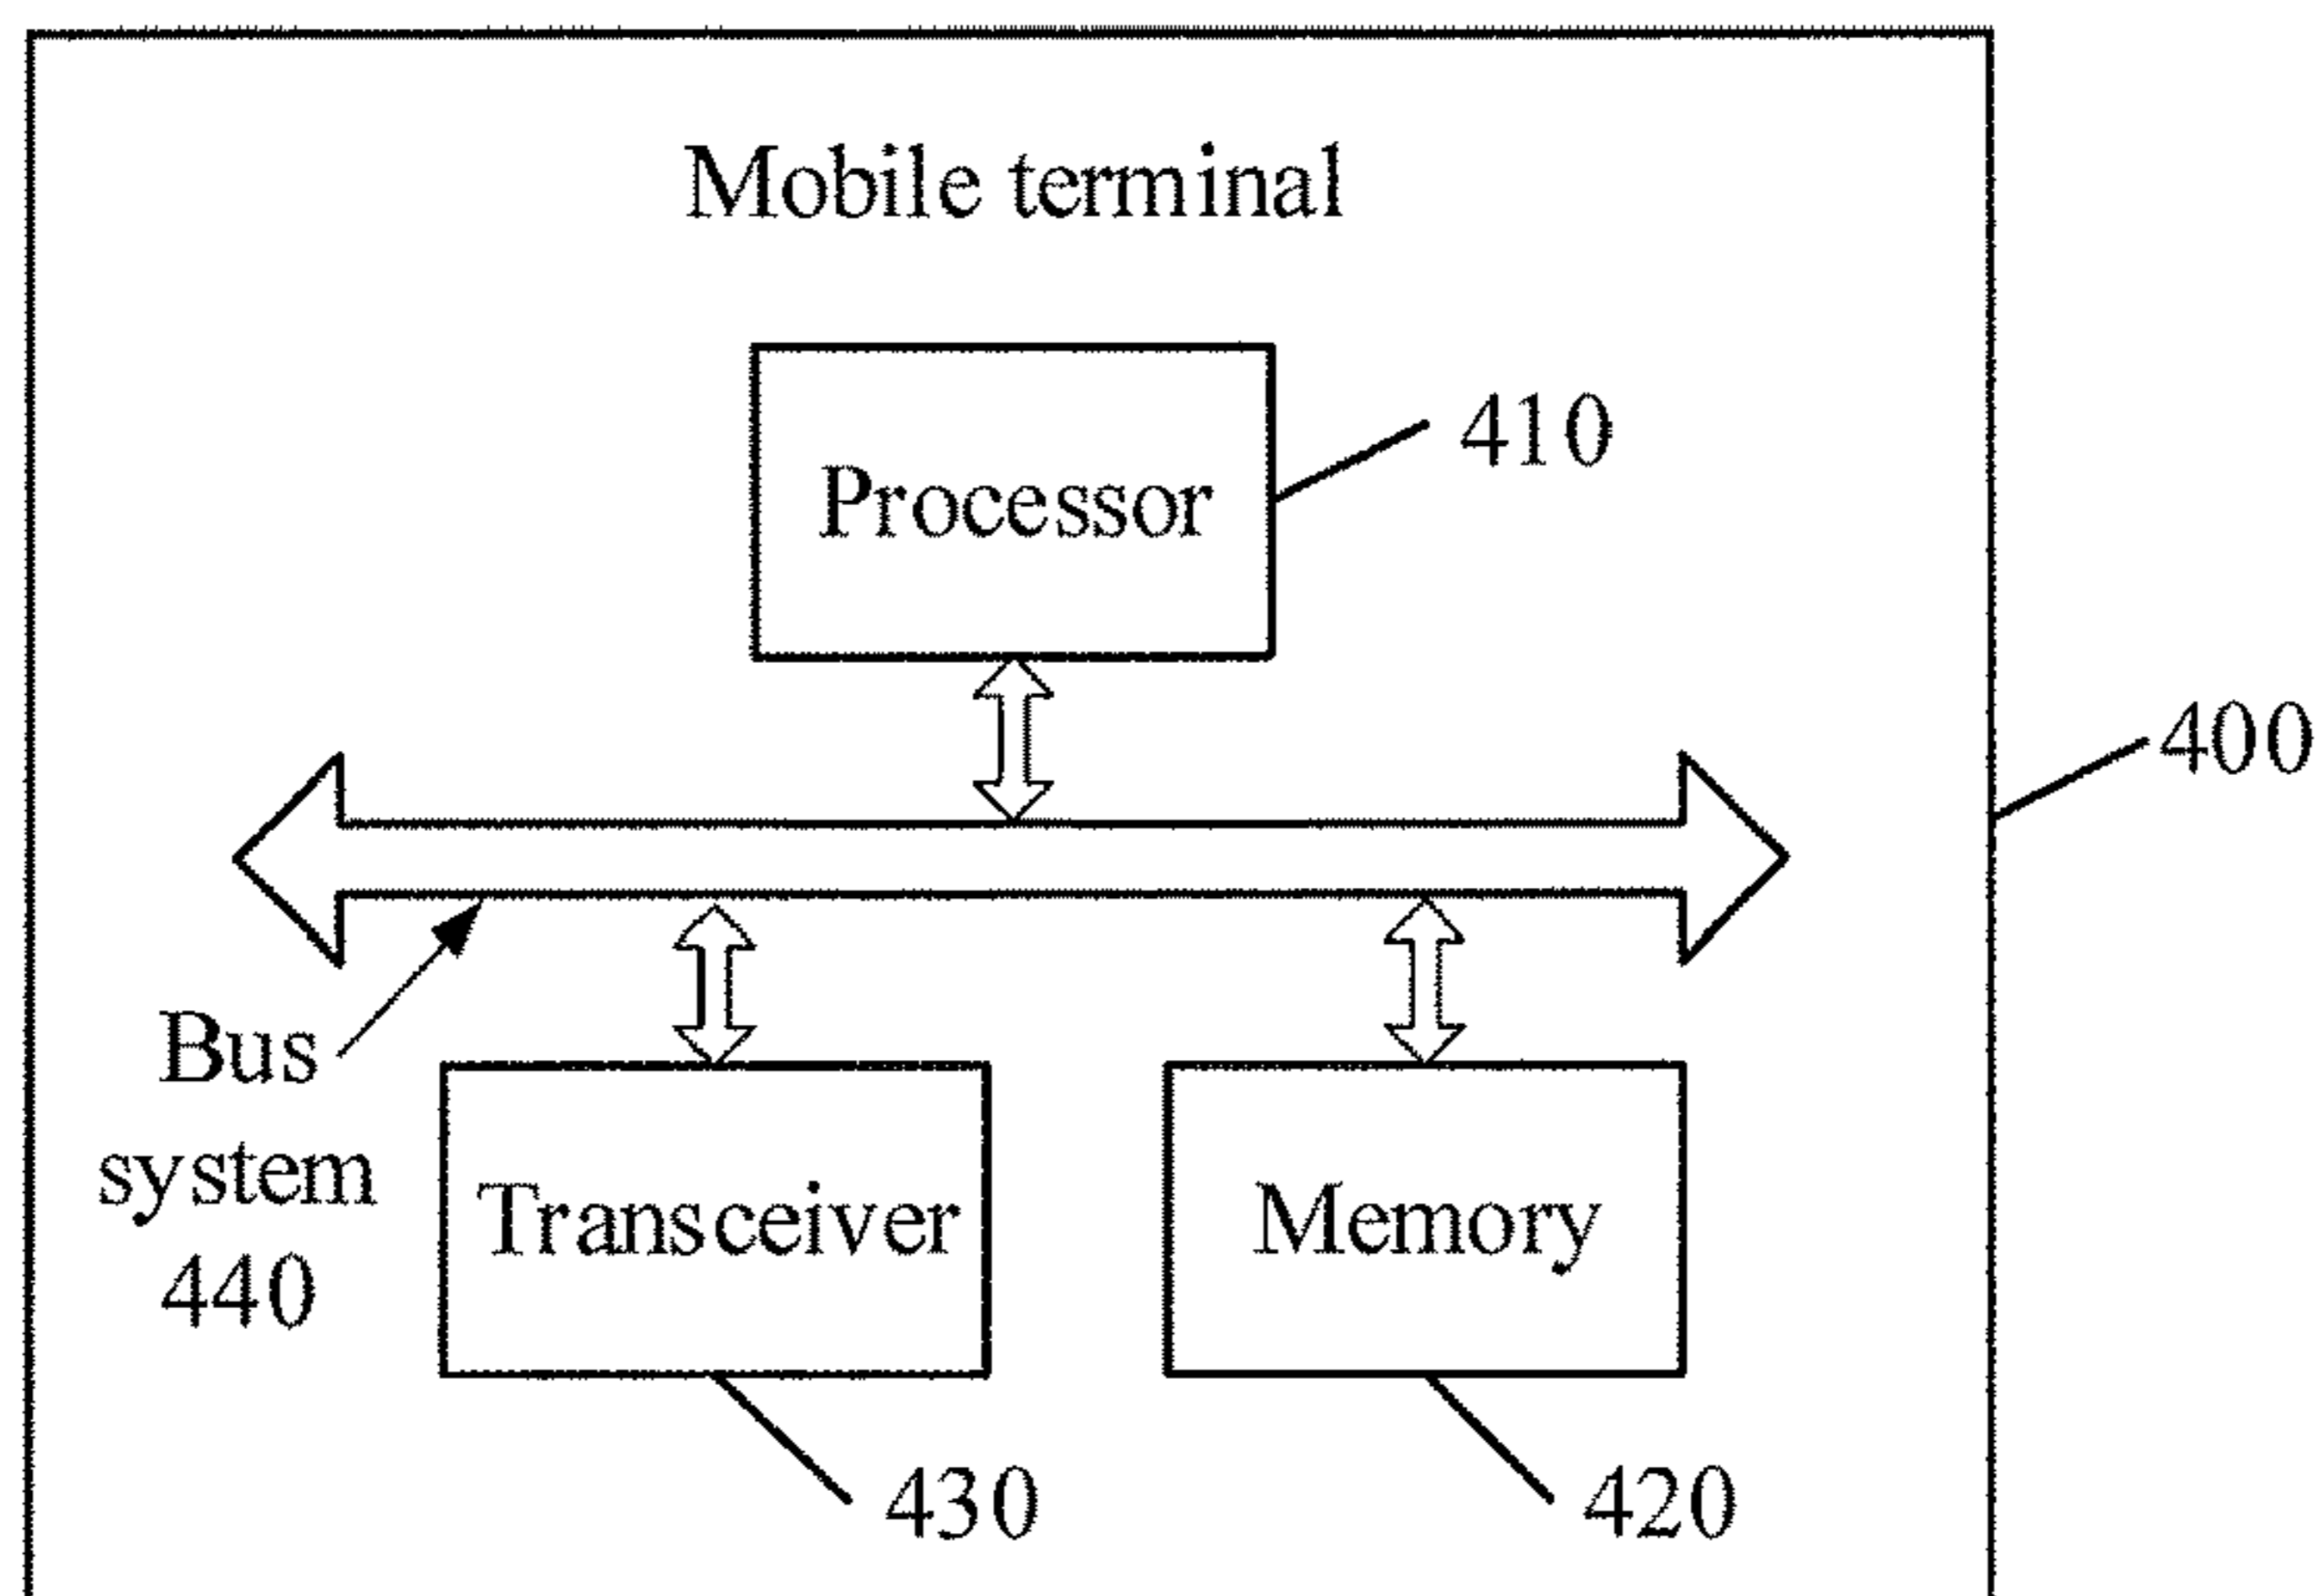 Mobile terminal
410
Processor
400
Bus
system
440
Transceiver
Memory
430
420